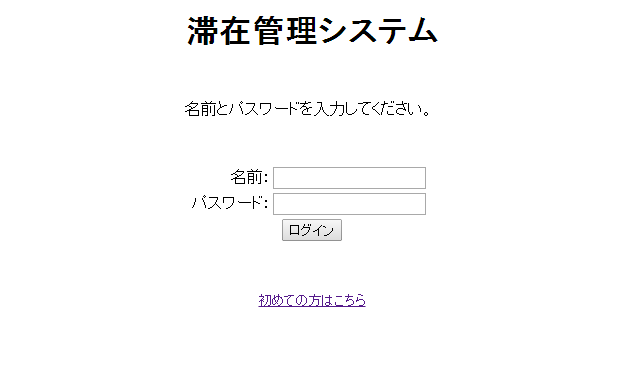 滞在管理システム
名前とパスワードを入力してください。
名前:
パスワード:
ログイン
初めての方はこちら